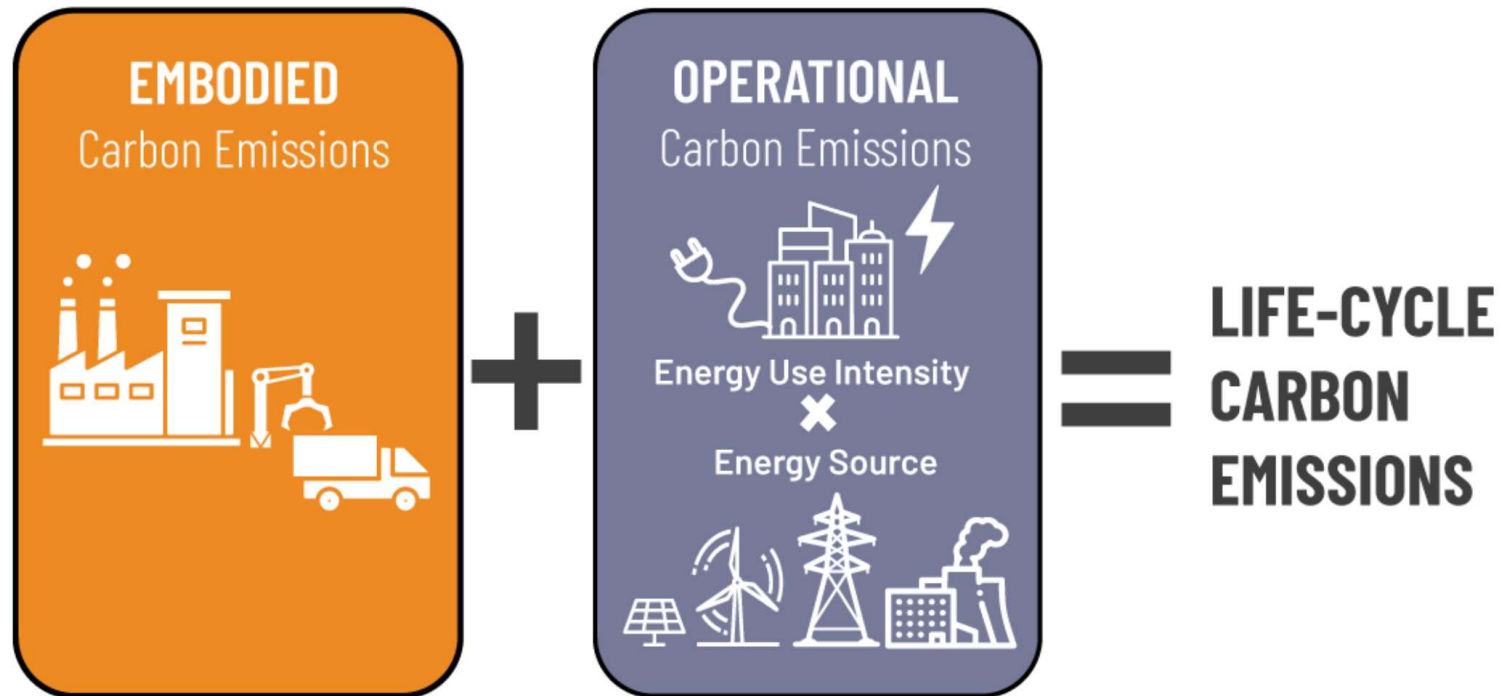 EMBODIED
Carbon Emissions
+
OPERATIONAL
Carbon Emissions
Energy Use Intensity
×
Energy Source
=
LIFE-CYCLE
CARBON
EMISSIONS